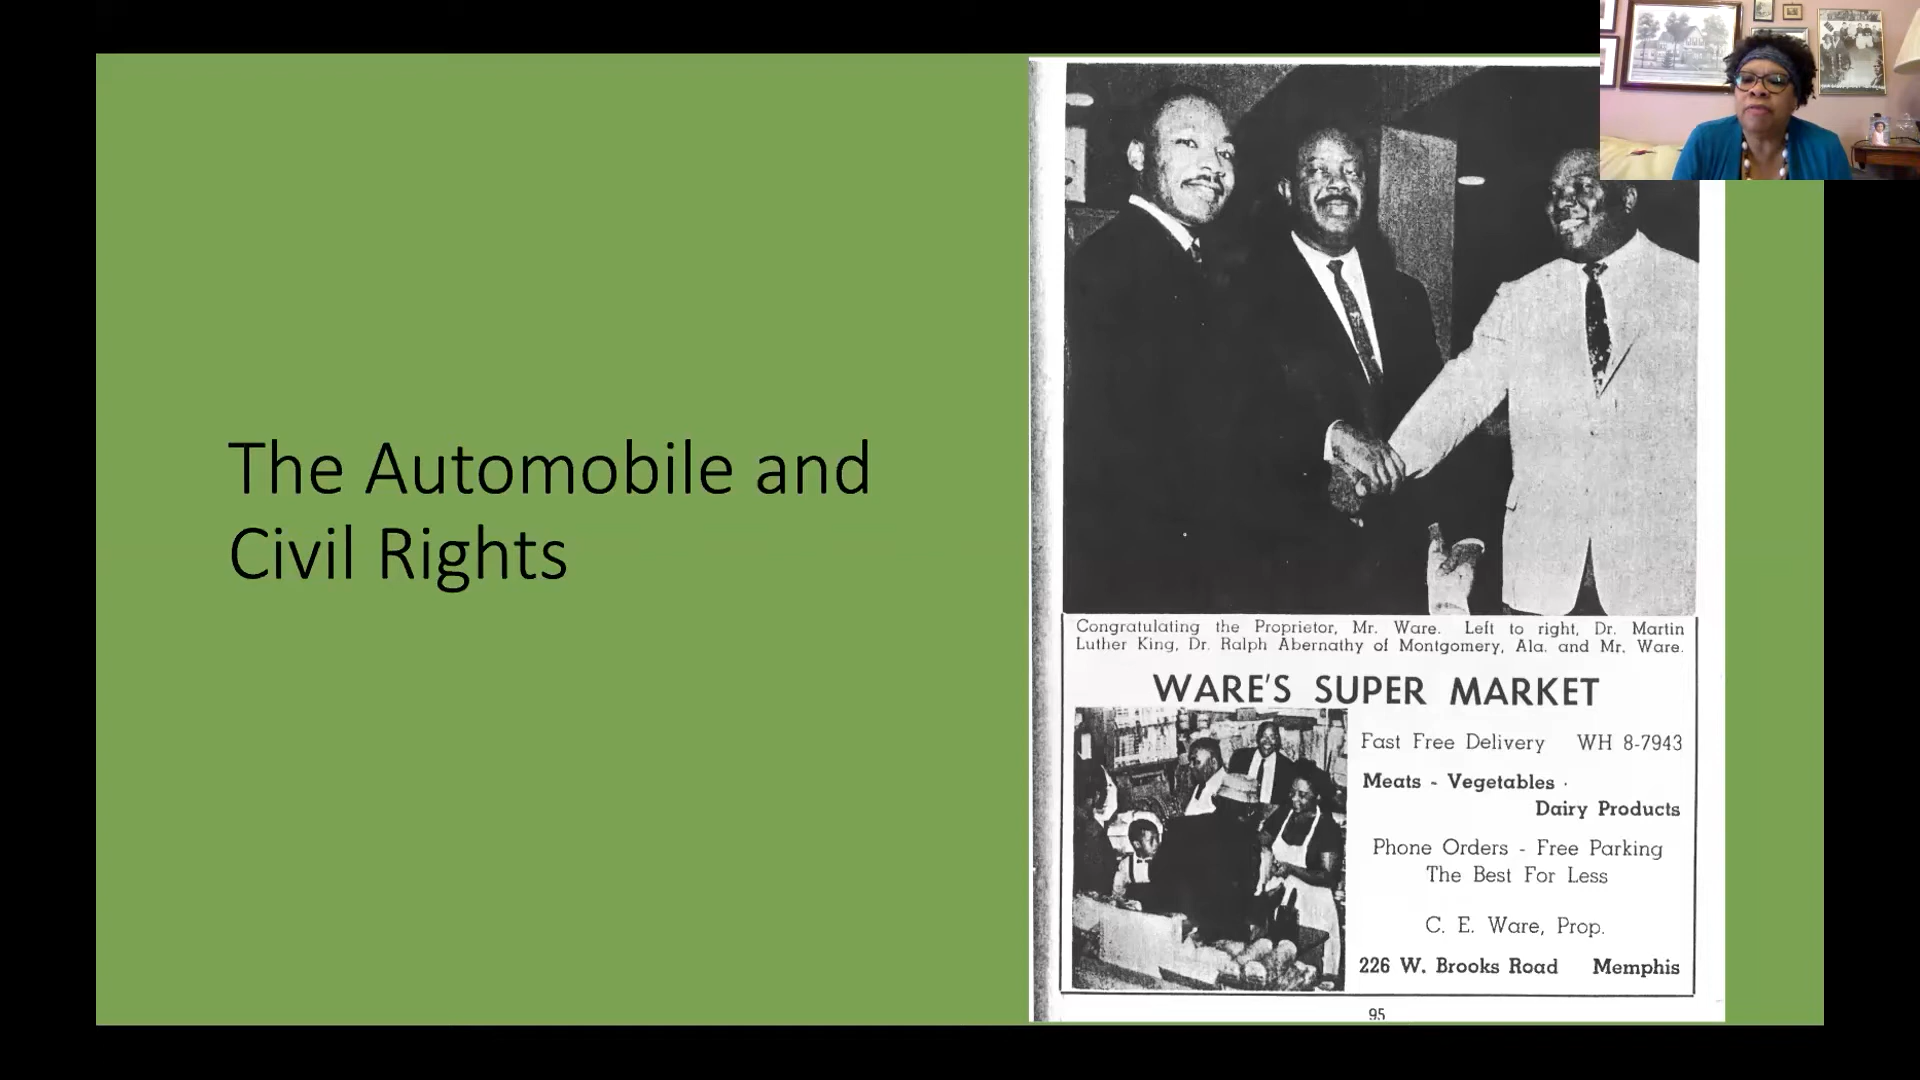 The Automobile and
Civil Rights
Congratulating the Proprietor, Mr. Ware. Left to right, Dr. Martin
Luther King, Dr. Ralph Abernathy of Montgomery, Ala. and Mr. Ware.
WARE'S SUPER MARKET
Fast Free Delivery WH 8-7943
Meats - Vegetables -
Dairy Products
Phone Orders - Free Parking
The Best For Less
C. E. Ware, Prop.
226 W. Brooks Road Memphis
95